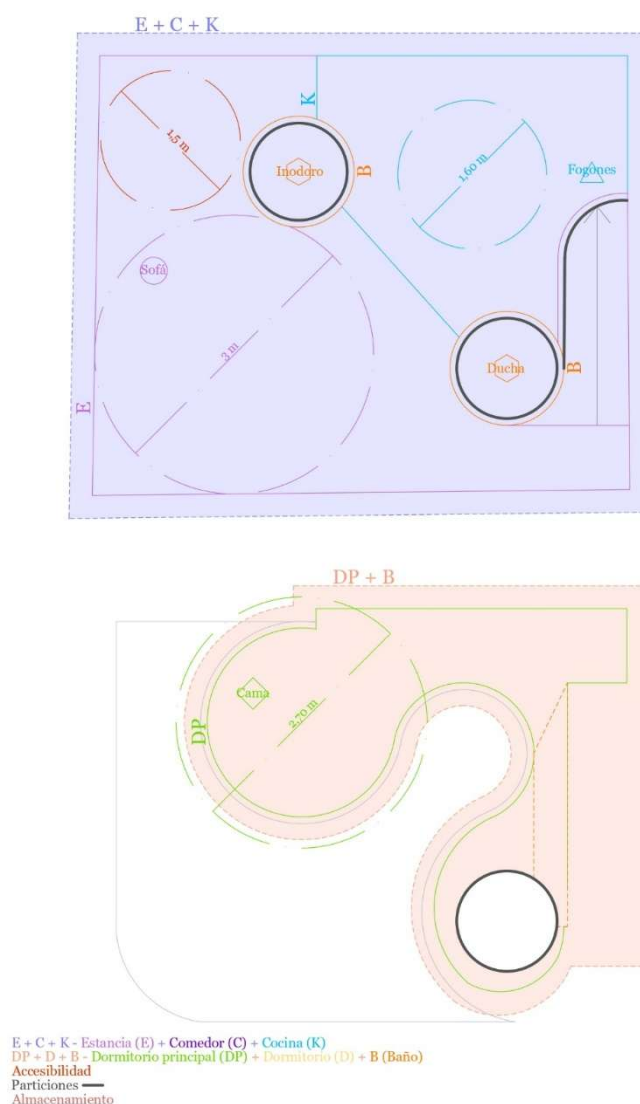 E + C + K
K
1,5 m
Inodoro
B
1,60 m
Fogones
Sofá
3 m
Ducha
B
E
DP + B
Cama
2,70 m
DP
E + C + K - Estancia (E) + Comedor (C) + Cocina (K)
DP + D + B - Dormitorio principal (DP) + Dormitorio (D) + B (Baño)
Accesibilidad
Particiones
Almacenamiento